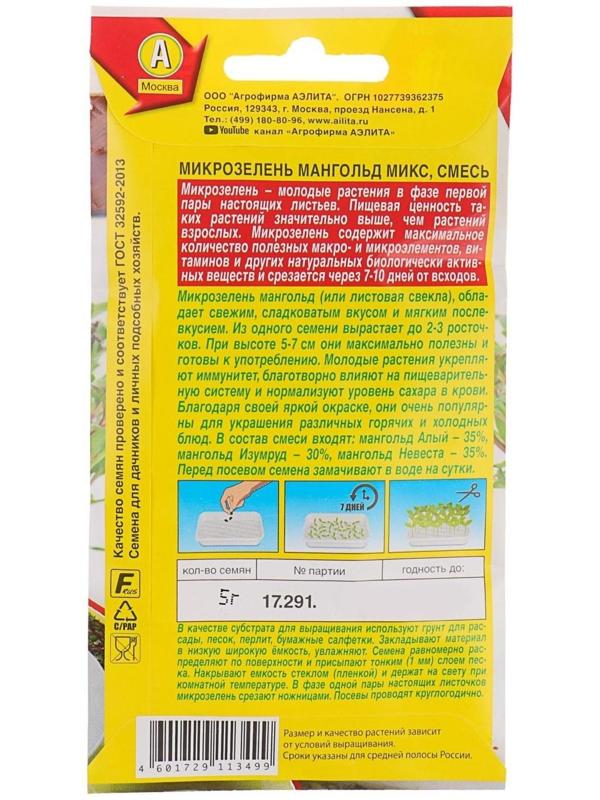 А
Москва
ООО "Агрофирма АЭЛИТА". ОГРН 1027739362375
Россия, 129343, г. Москва, проезд Нансена, д. 1
Тел.: (499) 180-80-96, www.ailita.ru
YouTube канал «Агрофирма АЭЛИТА»
МИКРОЗЕЛЕНЬ МАНГОЛЬД МИКС, СМЕСЬ
Микрозелень – молодые растения в фазе первой
пары настоящих листьев. Пищевая ценность та-
ких растений значительно выше, чем растений
взрослых. Микрозелень содержит максимальное
количество полезных макро- и микроэлементов, ви-
таминов и других натуральных биологически актив-
ных веществ и срезается через 7-10 дней от всходов.
Микрозелень мангольд (или листовая свекла), обла-
дает свежим, сладковатым вкусом и мягким после-
вкусием. Из одного семени вырастает до 2-3 росточ-
ков. При высоте 5-7 см они максимально полезны и
готовы к употреблению. Молодые растения укрепля-
ют иммунитет, благотворно влияют на пищеваритель-
ную систему и нормализуют уровень сахара в крови.
Благодаря своей яркой окраске, они очень популяр-
ны для украшения различных горячих и холодных
блюд. В состав смеси входят: мангольд Алый – 35%,
мангольд Изумруд – 30%, мангольд Невеста – 35%.
Перед посевом семена замачивают в воде на сутки.
Качество семян проверено и соответствует ГОСТ 32592-2013
Семена для дачников и личных подсобных хозяйств.
7 ДНЕЙ
кол-во семян № партии годность до:
5г 17.291.
F RUS
C/PAP
В качестве субстрата для выращивания используют грунт для рас-
сады, песок, перлит, бумажные салфетки. Закладывают материал
в низкую широкую ёмкость, увлажняют. Семена равномерно рас-
пределяют по поверхности и присыпают тонким (1 мм) слоем пес-
ка. Накрывают емкость стеклом (пленкой) и держат на свету при
комнатной температуре. В фазе одной пары настоящих листочков
микрозелень срезают ножницами. Посевы проводят круглогодично.
Размер и качество растений зависит
от условий выращивания.
Сроки указаны для средней полосы России.
4 601729 113499